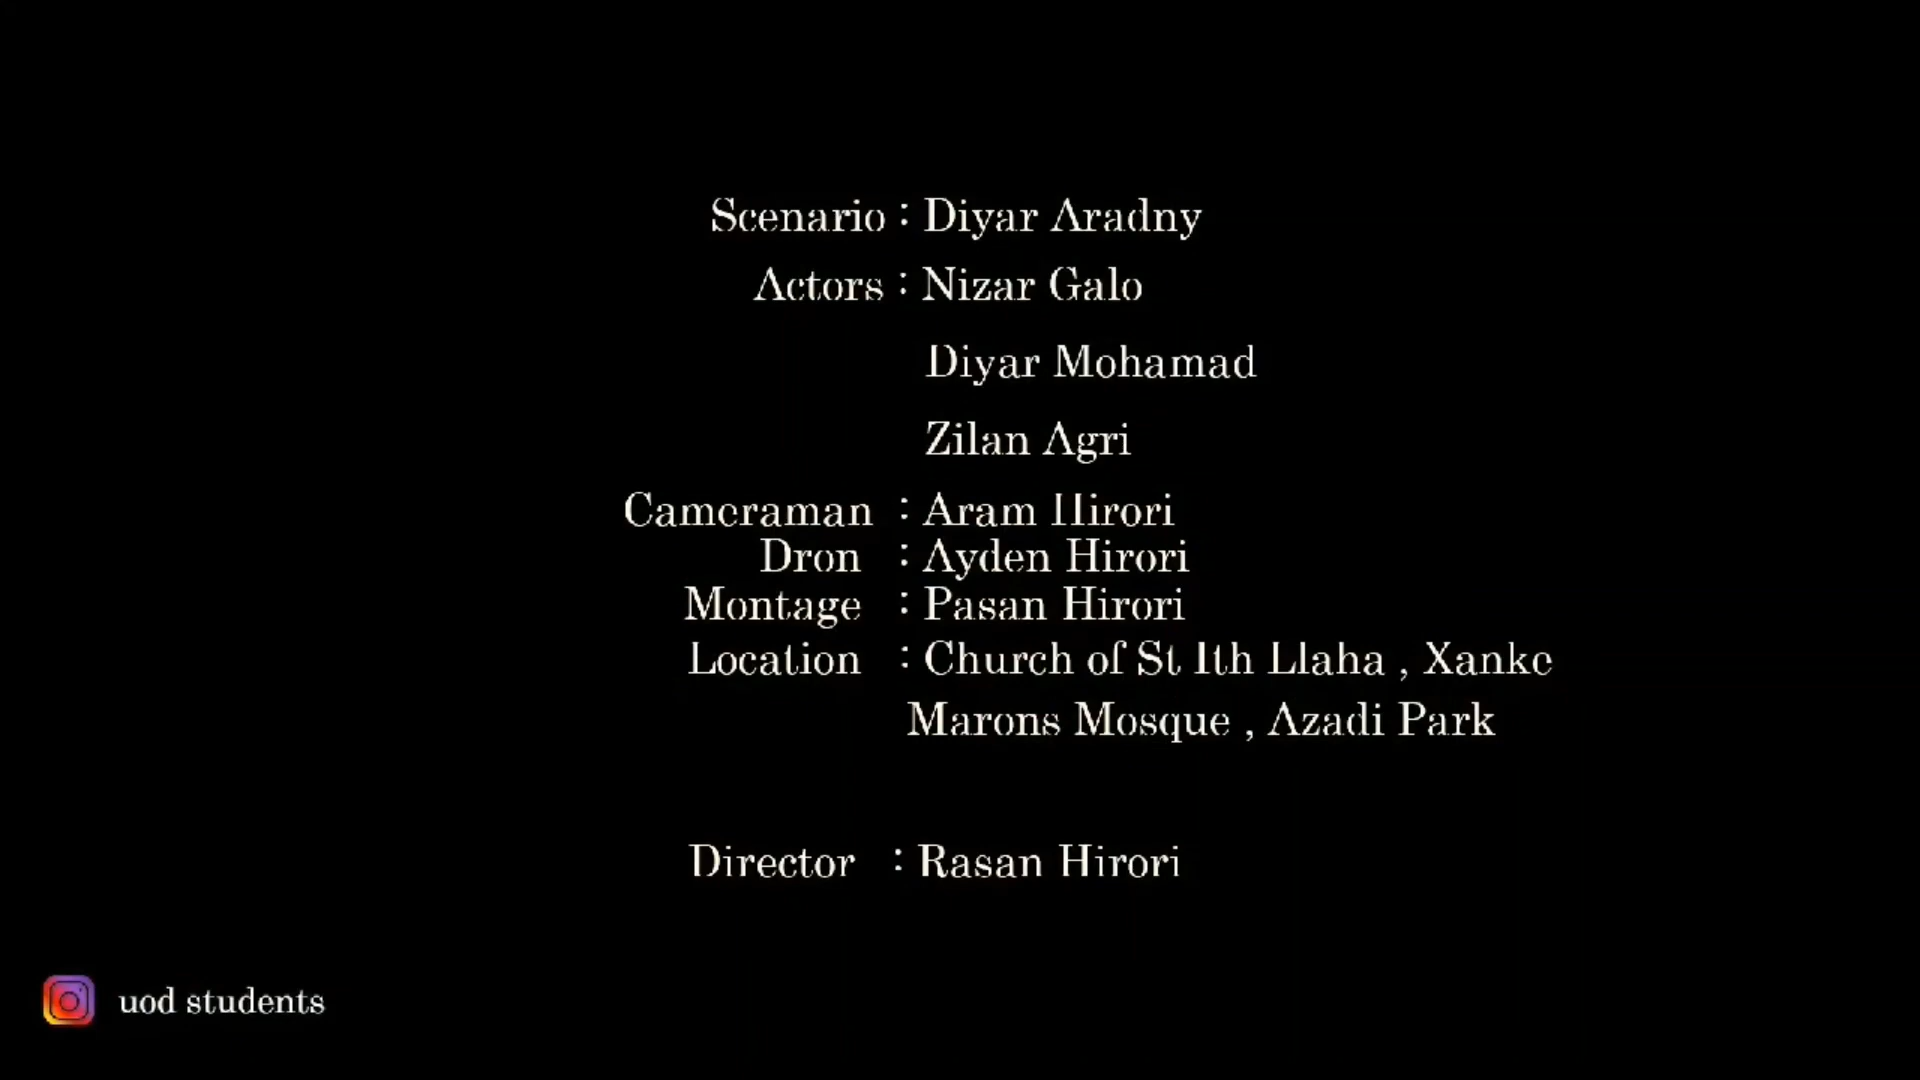 Scenario : Diyar Aradny
Actors : Nizar Galo
Diyar Mohamad
Zilan Agri
Cameraman : Aram Hirori
Dron : Ayden Hirori
Montage : Pasan Hirori
Location : Church of St Ith Llaha , Xanke
Marons Mosque , Azadi Park
Director : Rasan Hirori
uod students